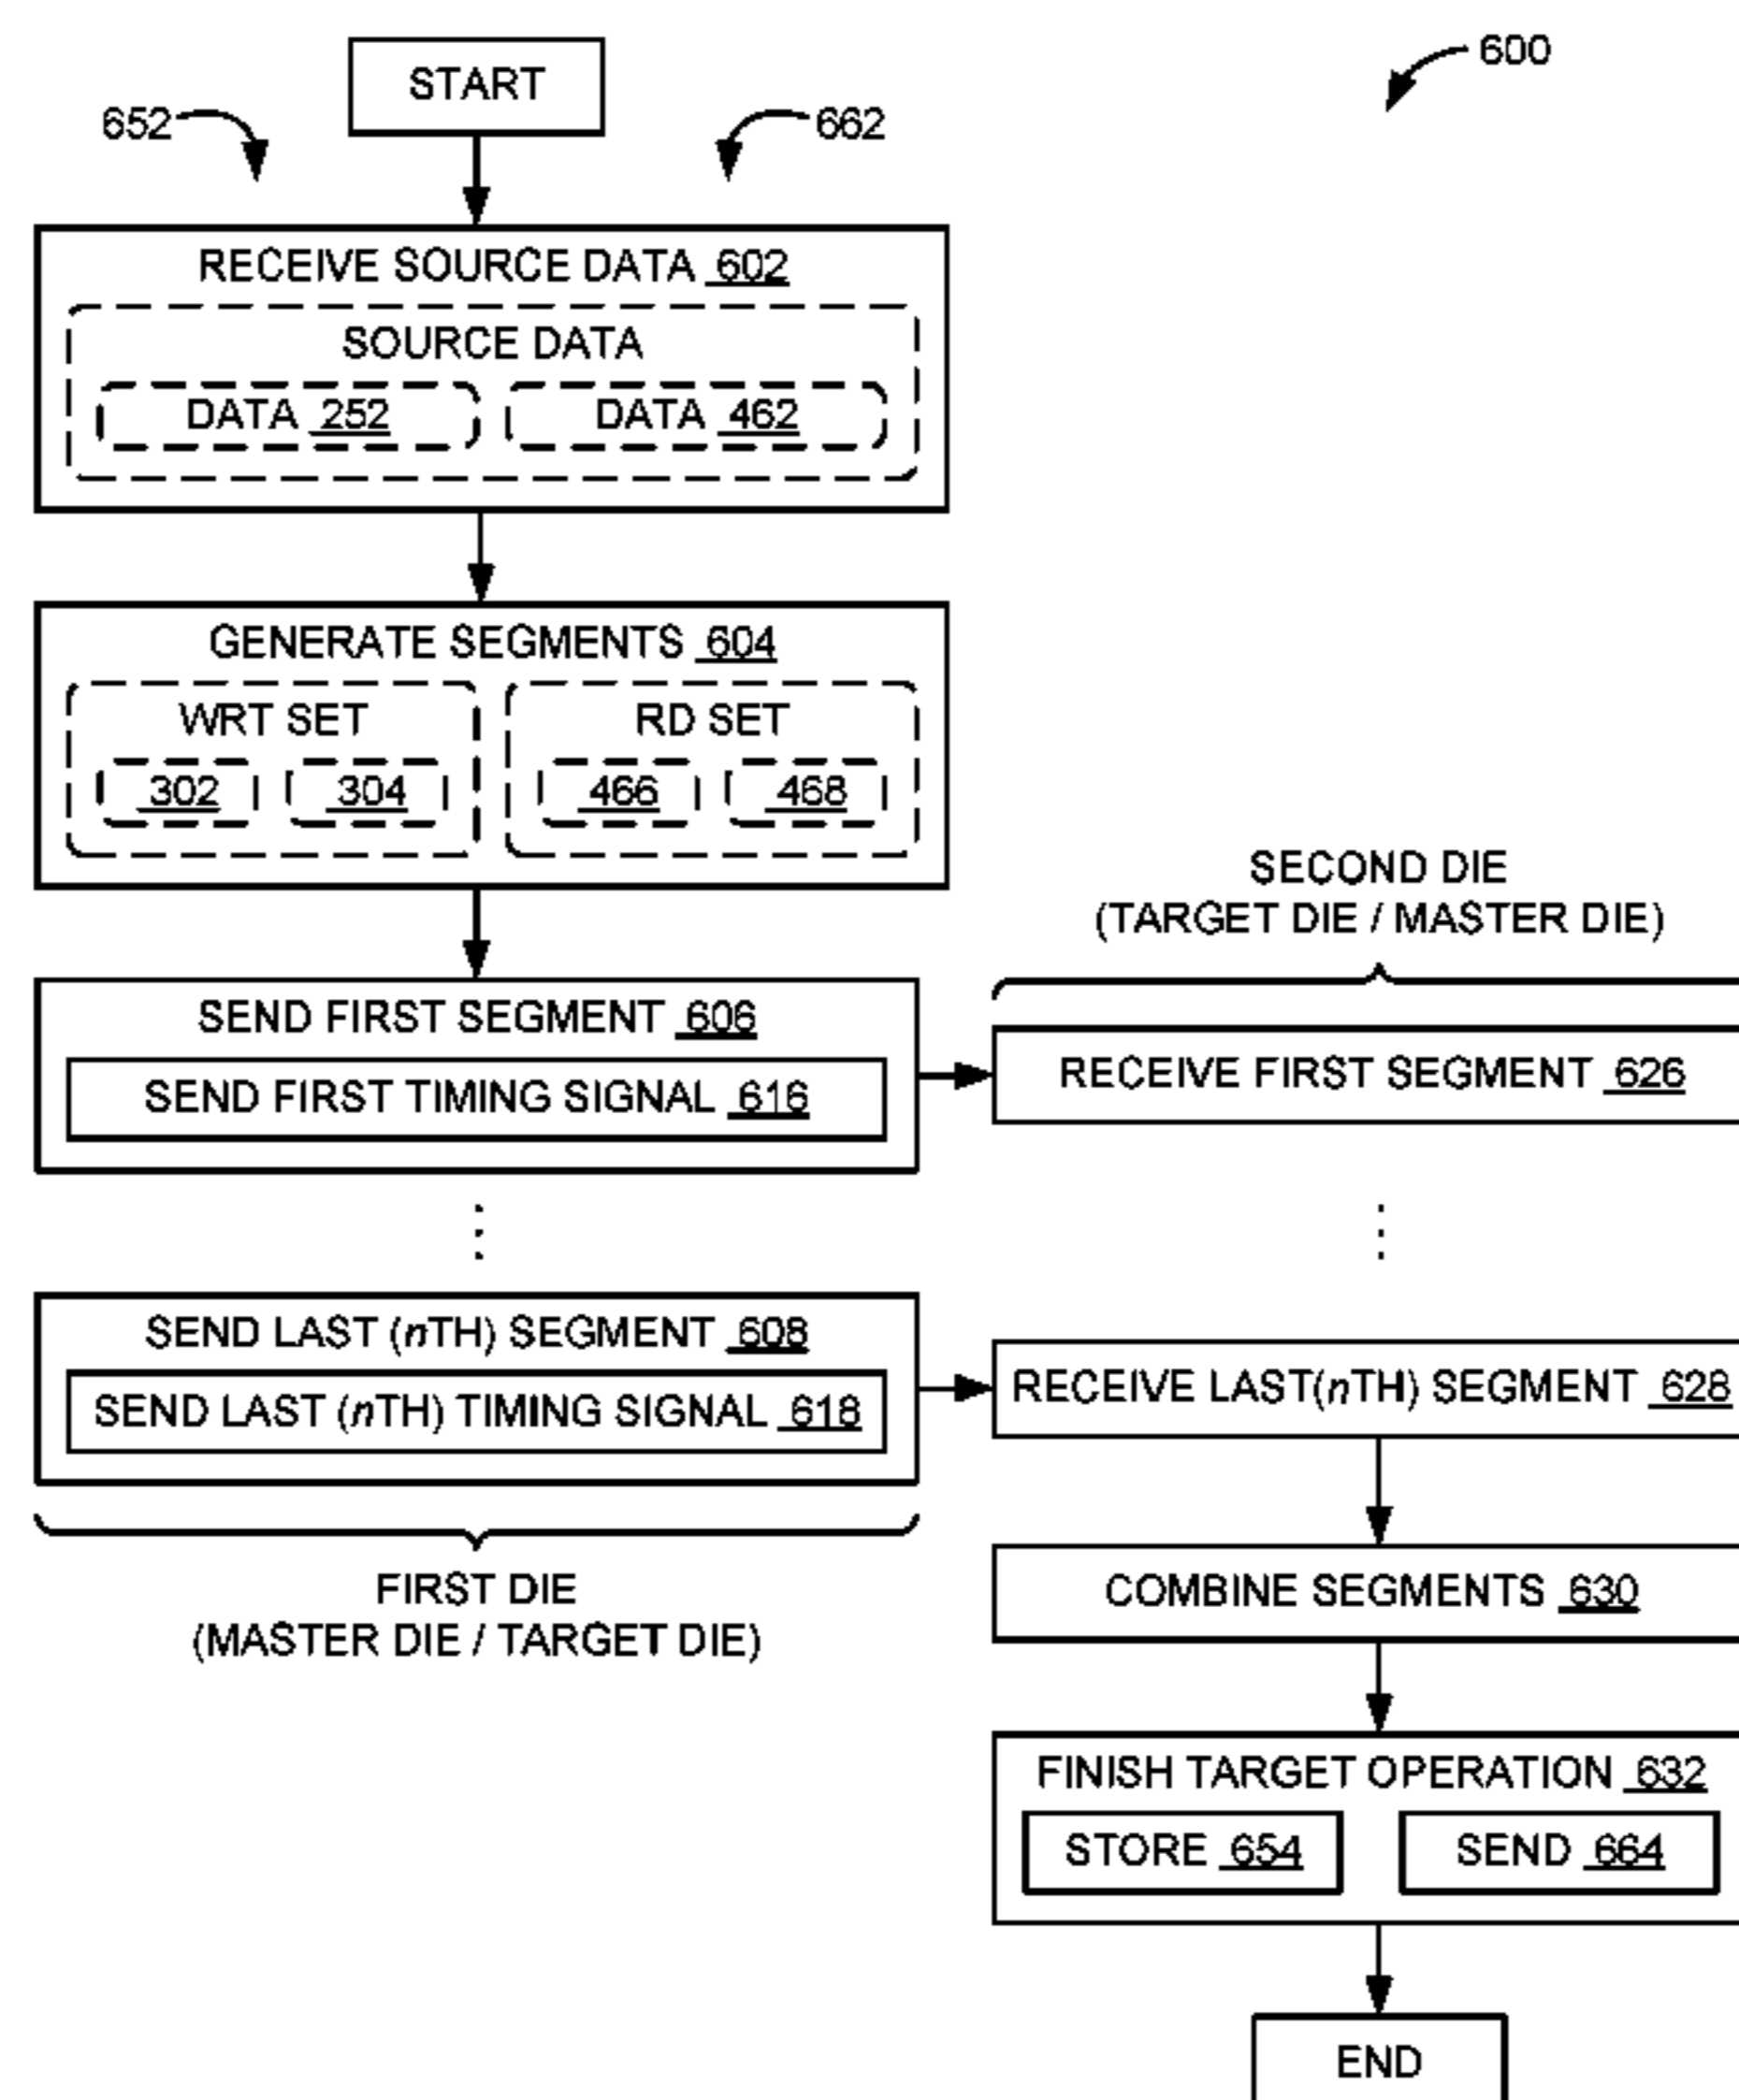 START
600
652
662
RECEIVE SOURCE DATA 602
SOURCE DATA
DATA 252
DATA 462
GENERATE SEGMENTS 604
WRT SET
302
304
RD SET
466
468
SEND FIRST SEGMENT 606
SEND FIRST TIMING SIGNAL 616
SECOND DIE
(TARGET DIE / MASTER DIE)
RECEIVE FIRST SEGMENT 626
SEND LAST (nTH) SEGMENT 608
SEND LAST (nTH) TIMING SIGNAL 618
RECEIVE LAST(nTH) SEGMENT 628
FIRST DIE
(MASTER DIE / TARGET DIE)
COMBINE SEGMENTS 630
FINISH TARGET OPERATION 632
STORE 654
SEND 664
END